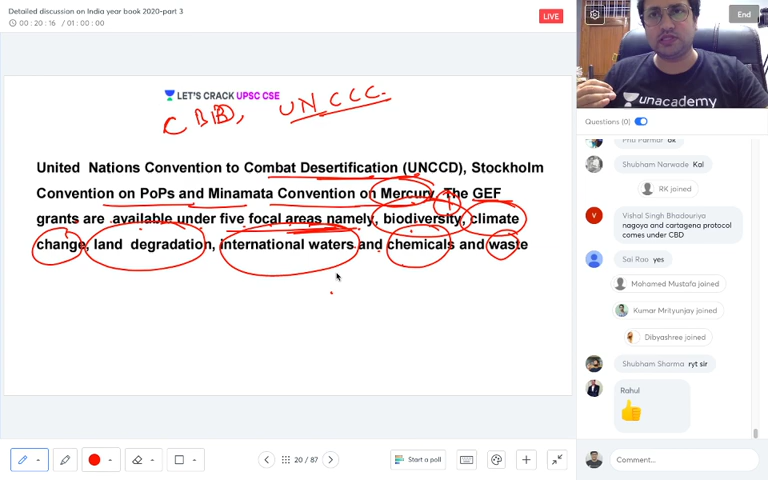 Detailed discussion on India year book 2020-part 3
00 : 20 : 16 / 01 : 00 : 00
LIVE
End
LET'S CRACK UPSC CSE
CBD, UNCCC
United Nations Convention to Combat Desertification (UNCCD), Stockholm
Convention on PoPs and Minamata Convention on Mercury. The GEF
grants are available under five focal areas namely, biodiversity, climate
change, land degradation, international waters and chemicals and waste
unacademy
Questions (0)
ok
Shubham Narwade Kal
RK joined
V
Vishal Singh Bhadouriya
nagoya and cartagena protocol
comes under CBD
Sai Rao yes
Mohomed Mustafa joined
Kumar Mrityunjay joined
Dibyashree joined
Shubham Sharma ryt sir
Rahul
20 / 87
Start a poll
Comment...